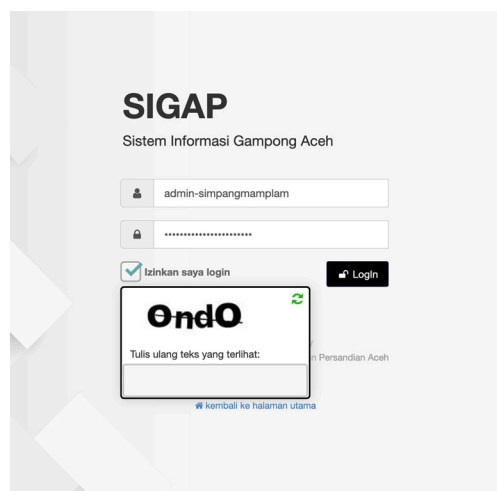 SIGAP
Sistem Informasi Gampong Aceh
admin-simpangmamplam
Izinkan saya login
LogIn
Tulis ulang teks yang terlihat:
n Persandian Aceh
kembali ke halaman utama